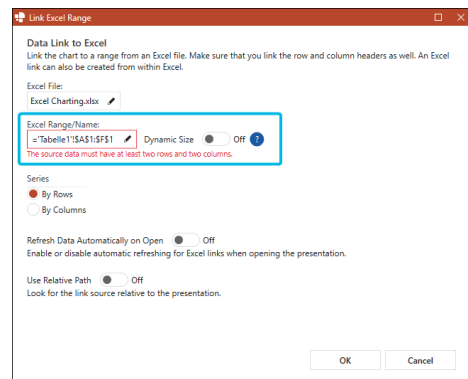 Link Excel Range
Data Link to Excel
Link the chart to a range from an Excel file. Make sure that you link the row and column headers as well. An Excel
link can also be created from within Excel.
Excel File:
Excel Charting.xlsx
Excel Range/Name:
='Tabelle1'!$A$1:$F$1 Dynamic Size Off ?
The source data must have at least two rows and two columns.
Series
By Rows
By Columns
Refresh Data Automatically on Open Off
Enable or disable automatic refreshing for Excel links when opening the presentation.
Use Relative Path Off
Look for the link source relative to the presentation.
OK Cancel